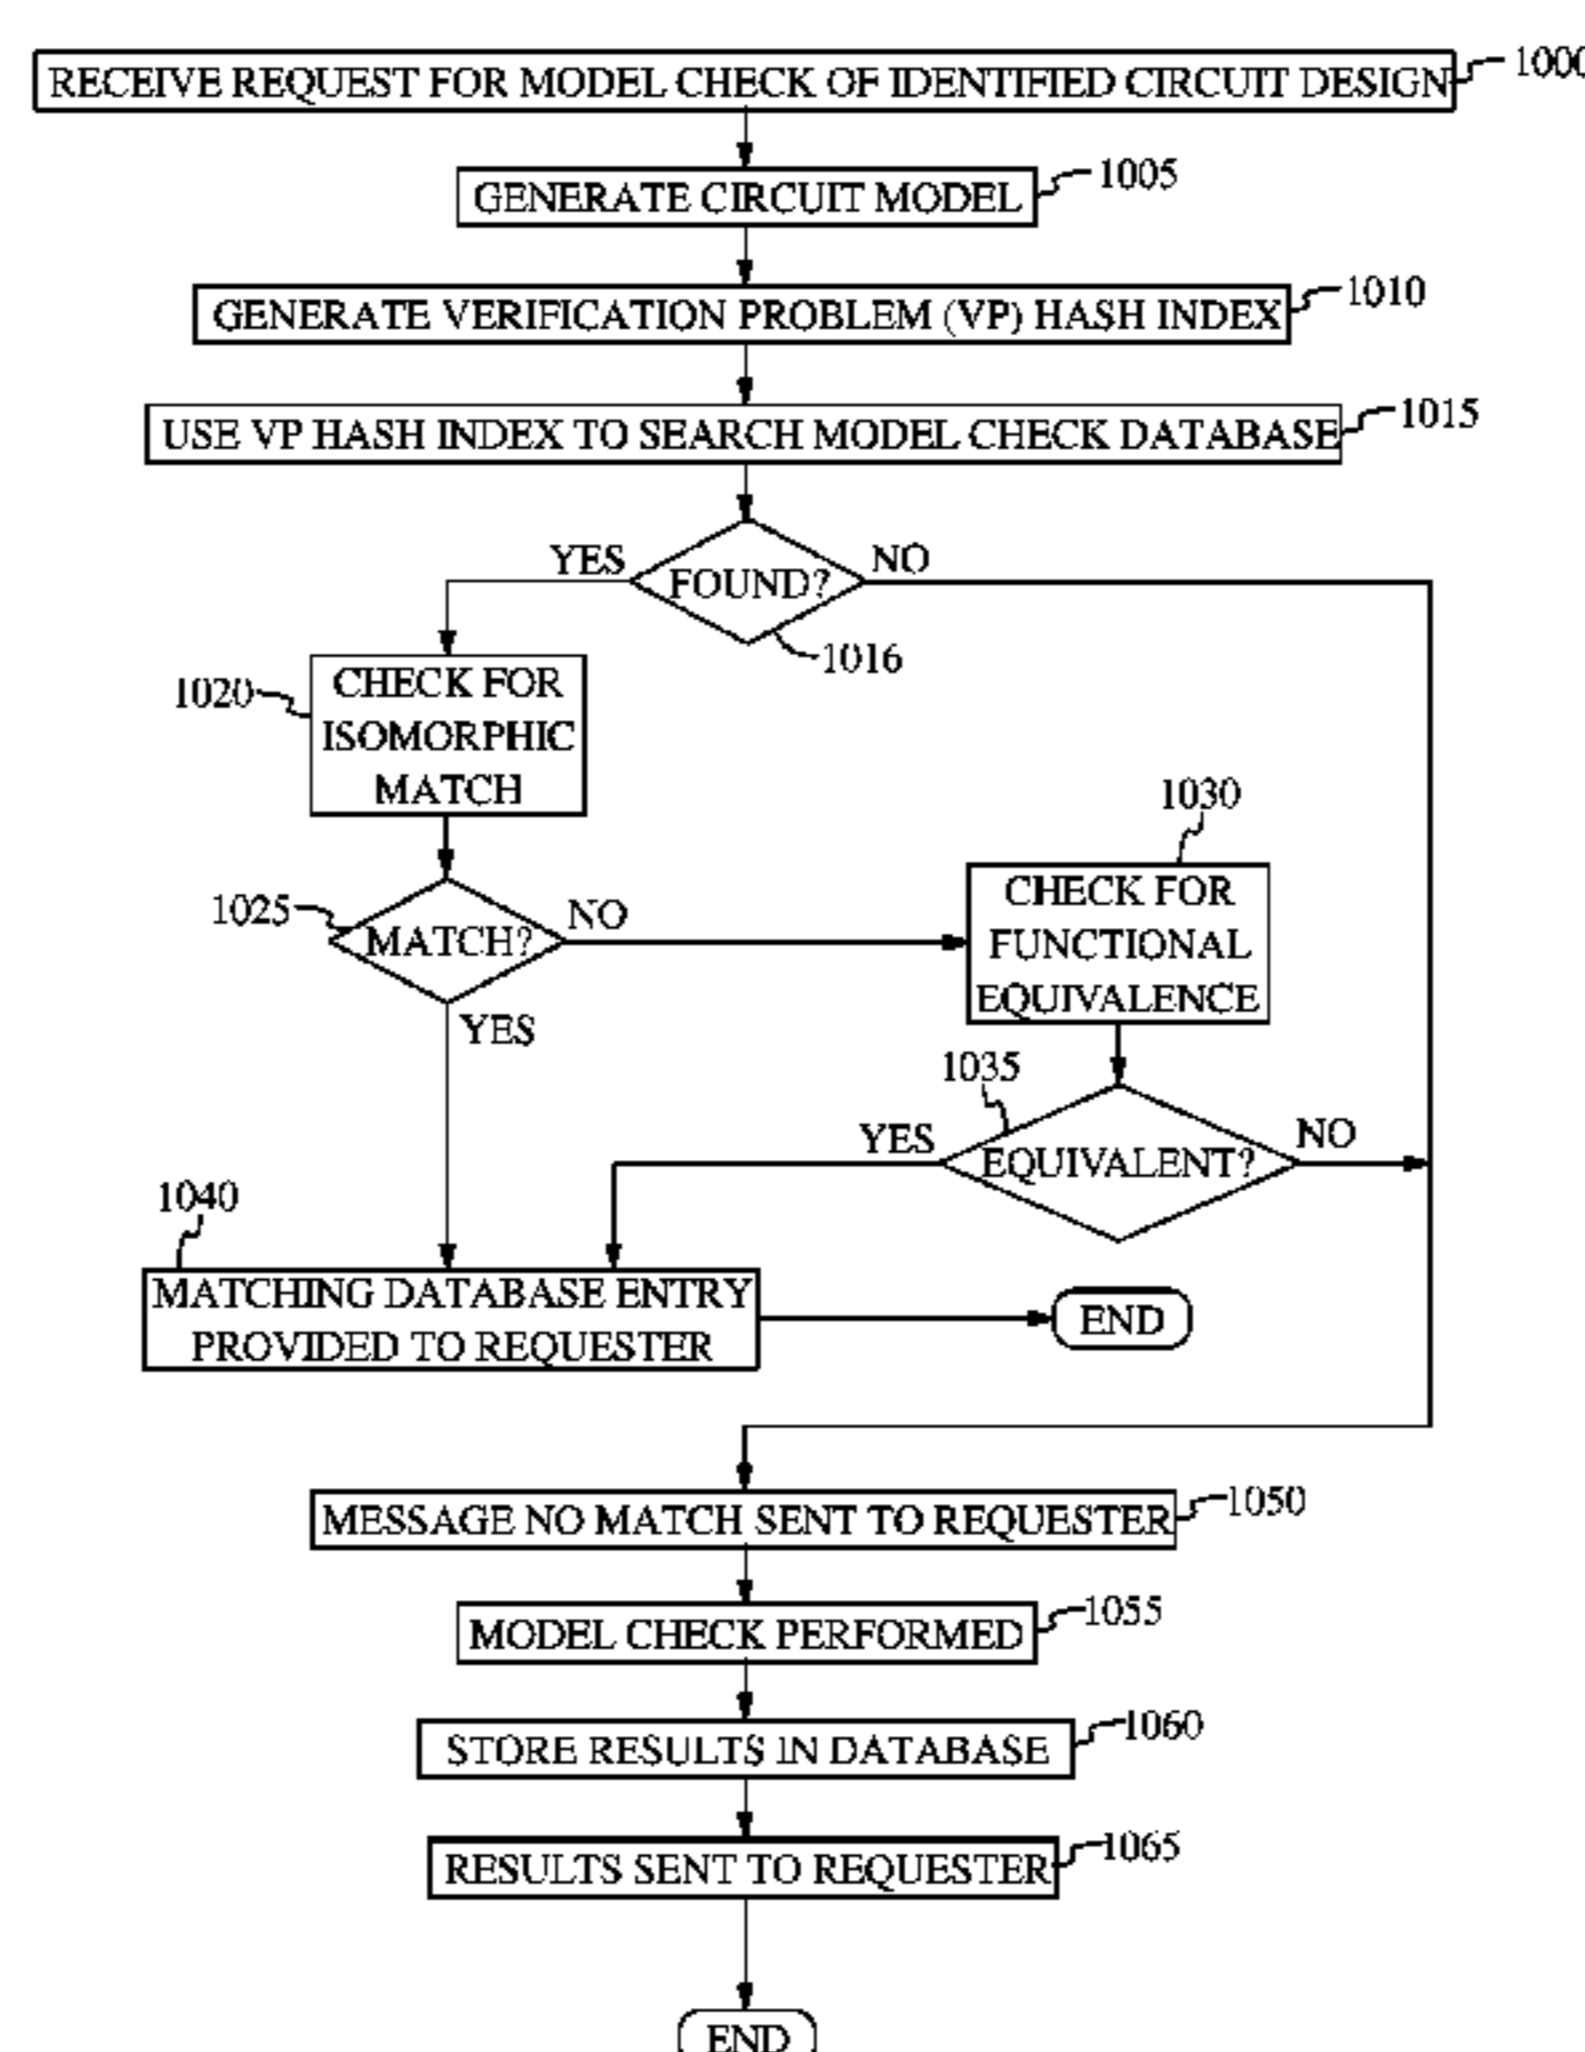 RECEIVE REQUEST FOR MODEL CHECK OF IDENTIFIED CIRCUIT DESIGN
1000
GENERATE CIRCUIT MODEL
1005
GENERATE VERIFICATION PROBLEM (VP) HASH INDEX
1010
USE VP HASH INDEX TO SEARCH MODEL CHECK DATABASE
1015
YES
FOUND?
NO
1016
1020
CHECK FOR
ISOMORPHIC
MATCH
1030
CHECK FOR
FUNCTIONAL
EQUIVALENCE
1025
MATCH?
NO
YES
1035
YES
EQUIVALENT?
NO
1040
MATCHING DATABASE ENTRY
PROVIDED TO REQUESTER
END
MESSAGE NO MATCH SENT TO REQUESTER
1050
MODEL CHECK PERFORMED
1055
STORE RESULTS IN DATABASE
1060
RESULTS SENT TO REQUESTER
1065
END